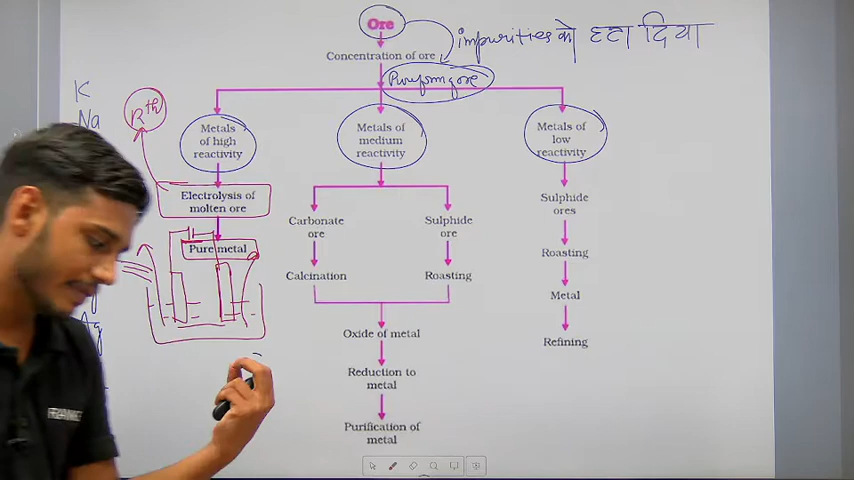 Ore
impurities को हटा दिया
Concentration of ore
K
Na
Metals
of high
reactivity
Metals of
medium
reactivity
Metals of
low
reactivity
Electrolysis of
molten ore
Pure metal
Carbonate
ore
Sulphide
ore
Sulphide
ores
Calcination
Roasting
Roasting
Metal
Oxide of metal
Refining
Reduction to
metal
Purification of
metal